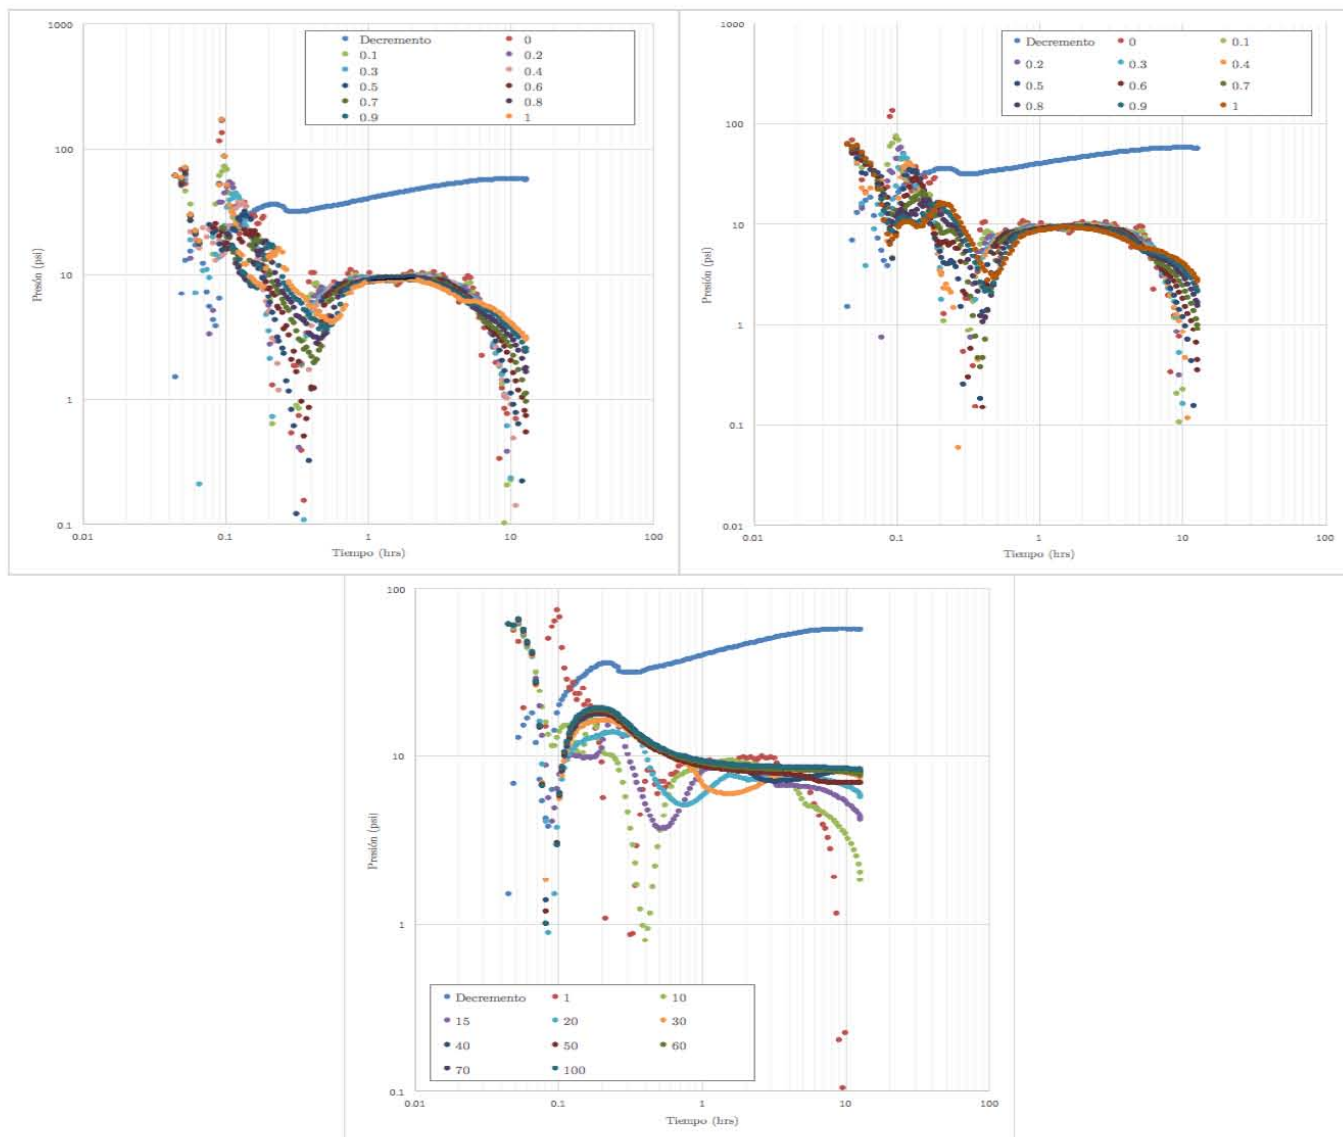 1000
Decremento 0
0.1 0.2
0.3 0.4
0.5 0.6
0.7 0.8
0.9 1
100
10
1
0.1
Presión (psi)
0.01 0.1 1 10 100
Tiempo (hrs)
1000
Decremento 0 0.1
0.2 0.3 0.4
0.5 0.6 0.7
0.8 0.9 1
100
10
1
0.1
0.01
Presión (psi)
0.01 0.1 1 10 100
Tiempo (hrs)
100
10
1
0.1
Presión (psi)
Decremento 1 10
15 20 30
40 50 60
70 100
0.01 0.1 1 10 100
Tiempo (hrs)